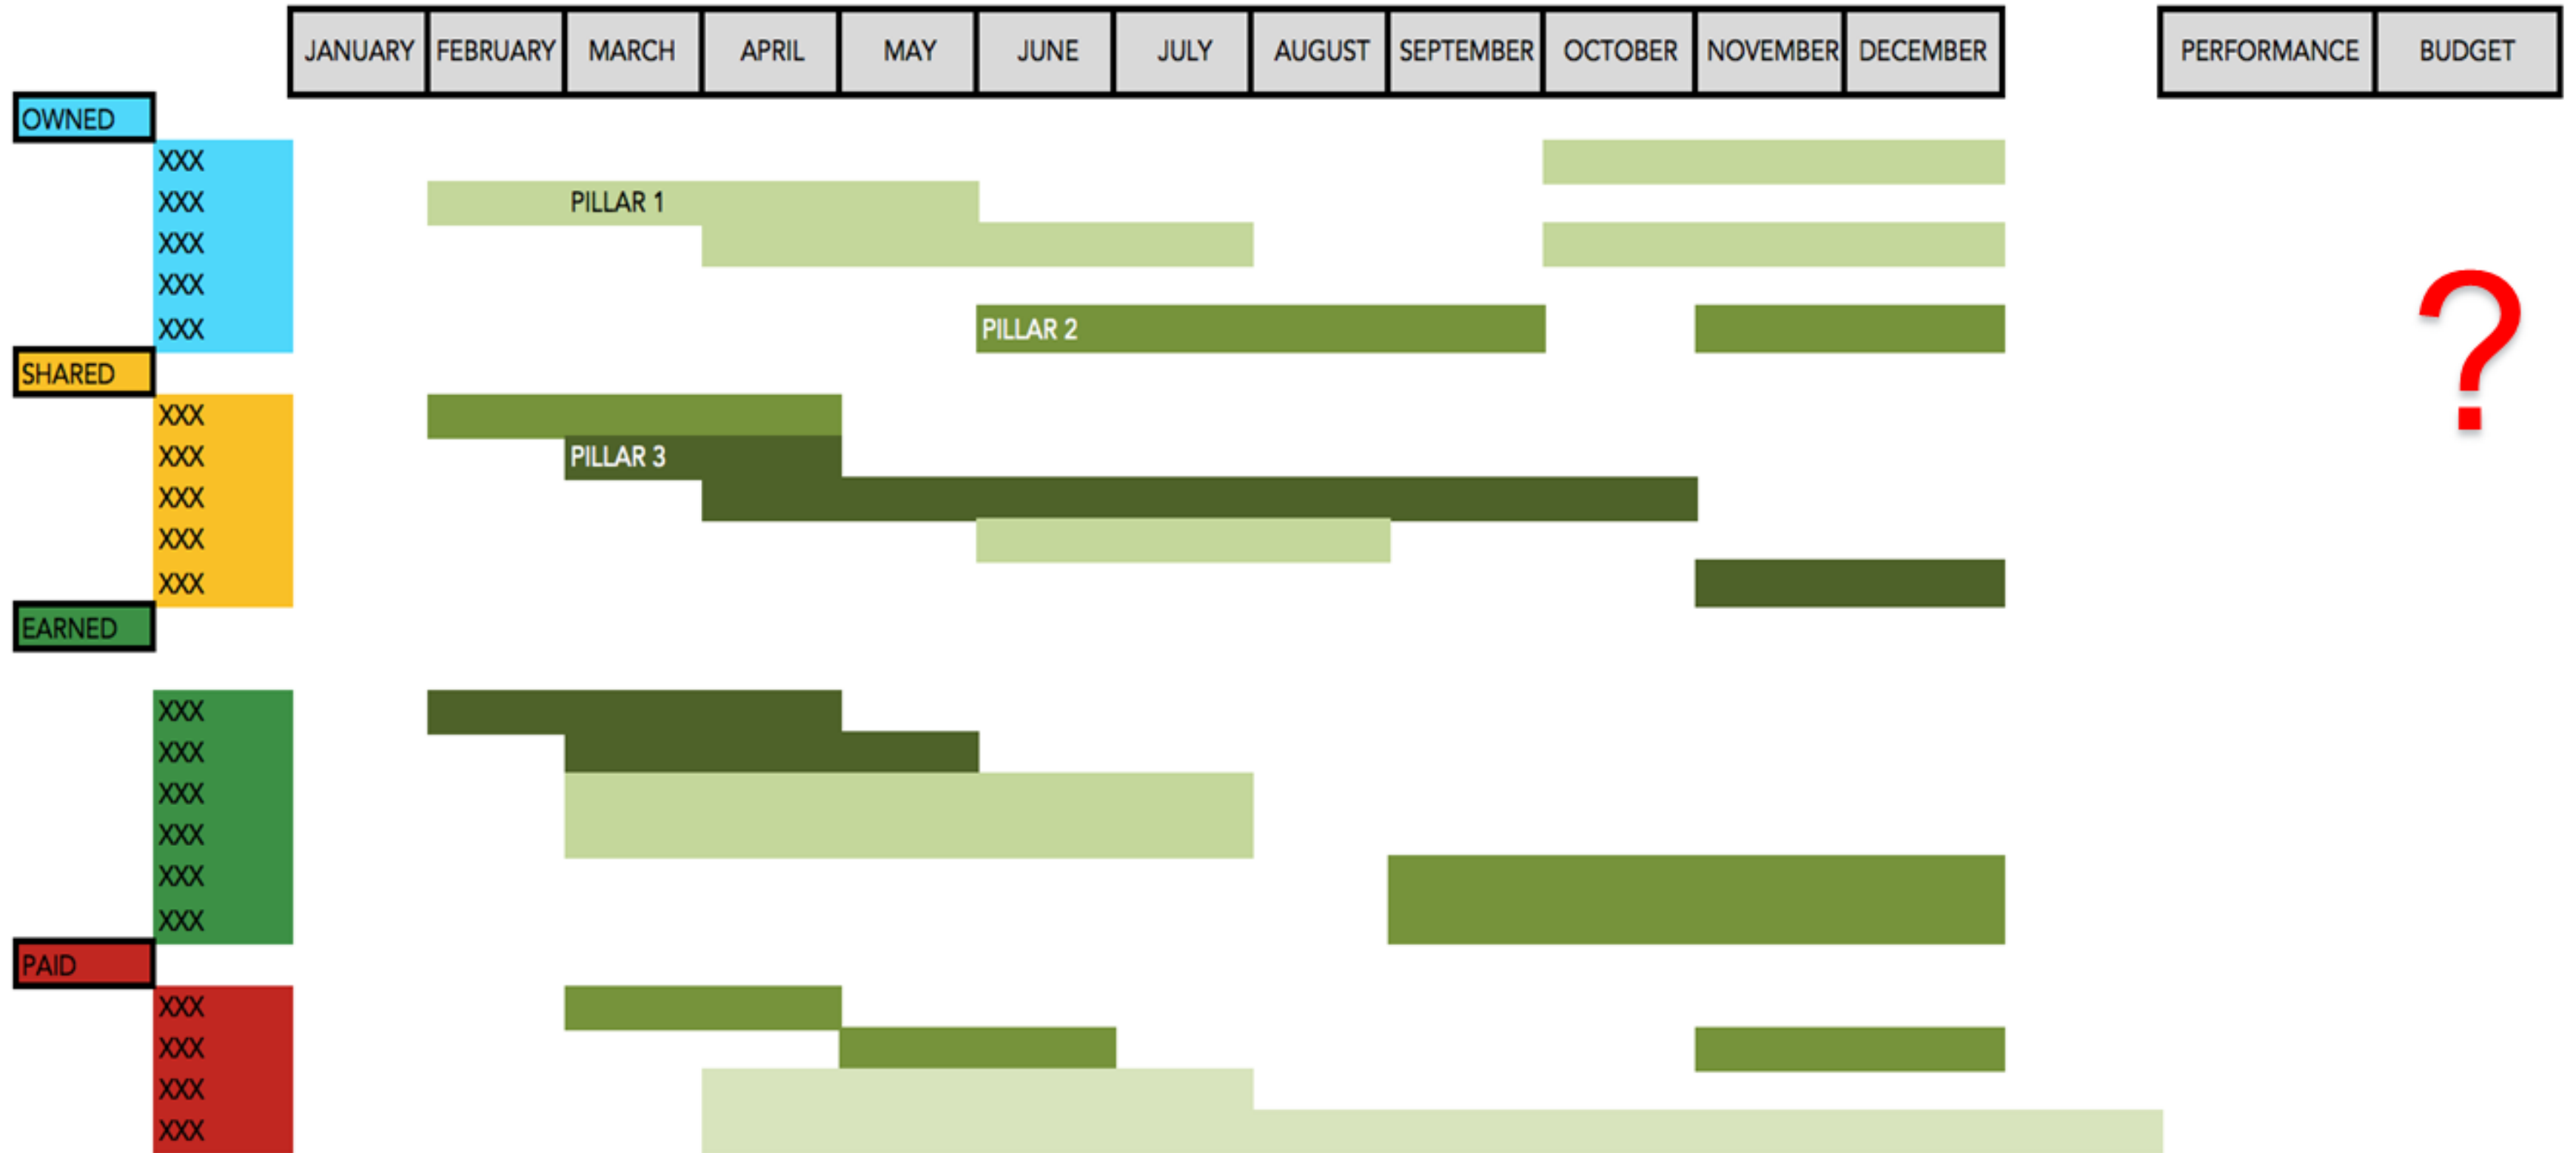 JANUARY FEBRUARY MARCH APRIL MAY JUNE JULY AUGUST SEPTEMBER OCTOBER NOVEMBER DECEMBER PERFORMANCE BUDGET
OWNED
XXX
XXX PILLAR 1
XXX
XXX
XXX PILLAR 2
?
SHARED
XXX
XXX PILLAR 3
XXX
XXX
XXX
EARNED
XXX
XXX
XXX
XXX
XXX
XXX
PAID
XXX
XXX
XXX
XXX